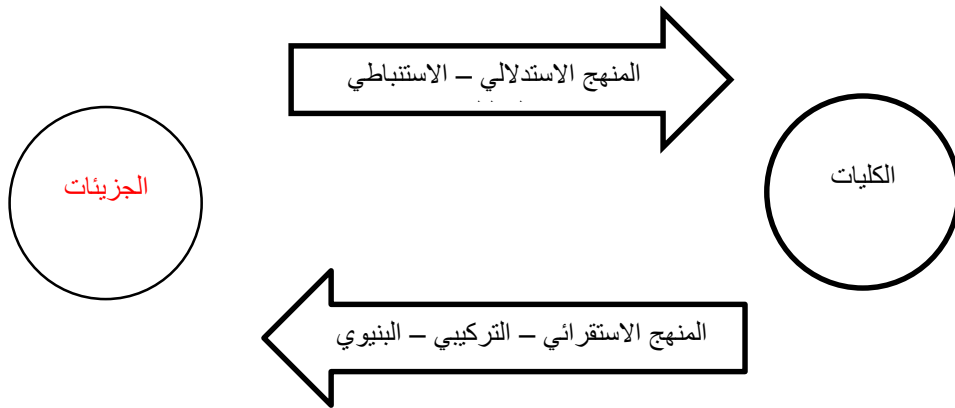 المنهج الاستدلالي – الاستنباطي
الكليات
الجزيئات
المنهج الاستقرائي – التركيبي – البنيوي